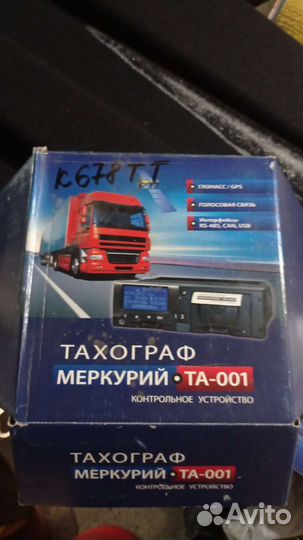 К678ТТ
ГЛОНАСС / GPS
ГОЛОСОВАЯ СВЯЗЬ
Интерфейсы
RS-485, CAN, USB
ТАХОГРАФ
МЕРКУРИЙ • ТА-001
КОНТРОЛЬНОЕ УСТРОЙСТВО
ТАХОГРАФ
МЕРКУРИЙ • ТА-001
КОНТРОЛЬНОЕ УСТРОЙСТВО
Avito